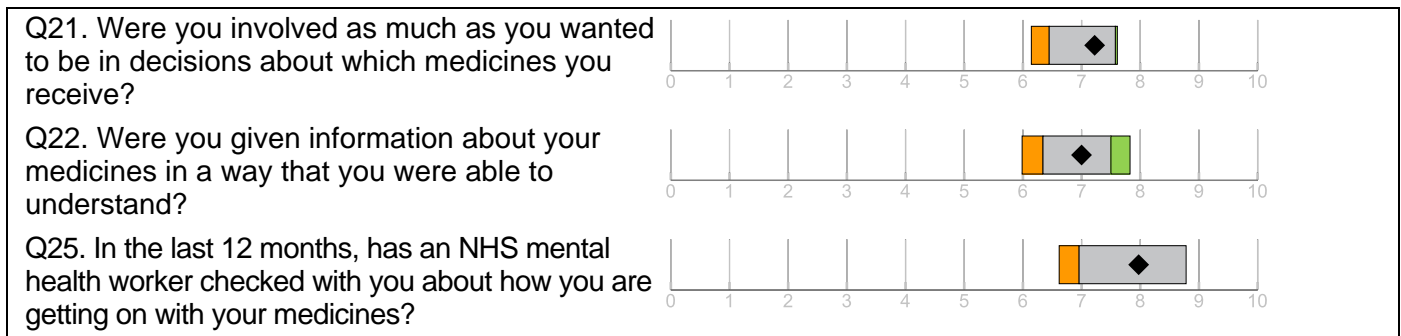 Q21. Were you involved as much as you wanted
to be in decisions about which medicines you
receive?
0 1 2 3 4 5 6 7 8 9 10
Q22. Were you given information about your
medicines in a way that you were able to
understand?
0 1 2 3 4 5 6 7 8 9 10
Q25. In the last 12 months, has an NHS mental
health worker checked with you about how you are
getting on with your medicines?
0 1 2 3 4 5 6 7 8 9 10